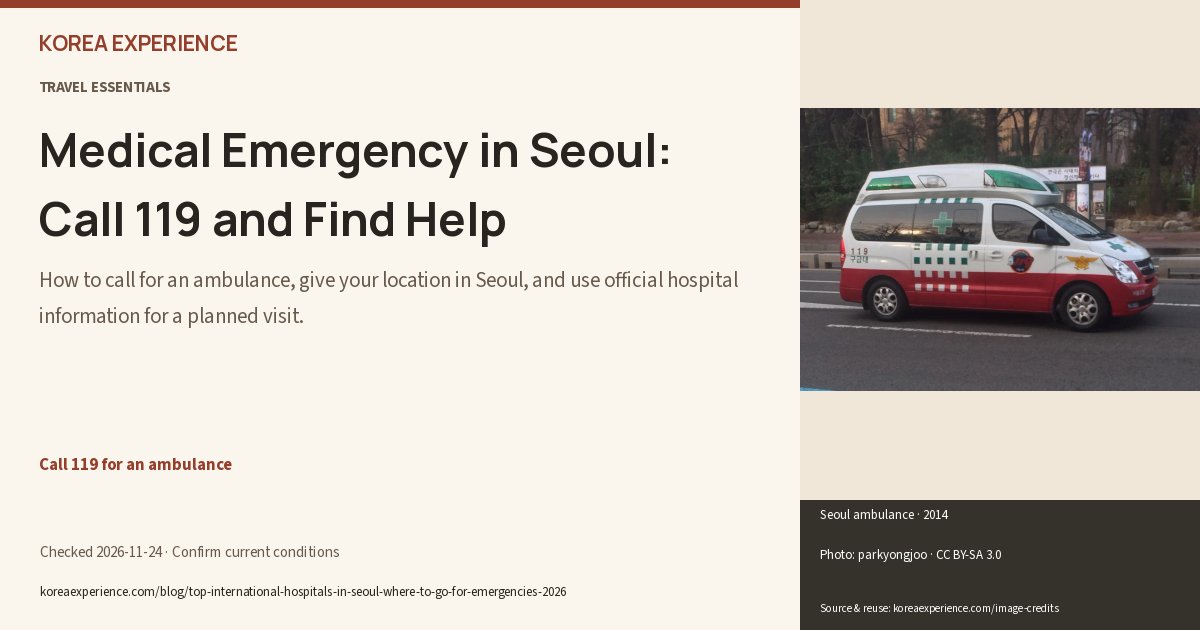 KOREA EXPERIENCE
TRAVEL ESSENTIALS
Medical Emergency in Seoul:
Call 119 and Find Help
How to call for an ambulance, give your location in Seoul, and use official hospital
information for a planned visit.
Call 119 for an ambulance
Checked 2026-11-24 · Confirm current conditions
koreaexperience.com/blog/top-international-hospitals-in-seoul-where-to-go-for-emergencies-2026
119
구급대
Seoul ambulance · 2014
Photo: parkyongjoo · CC BY-SA 3.0
Source & reuse: koreaexperience.com/image-credits